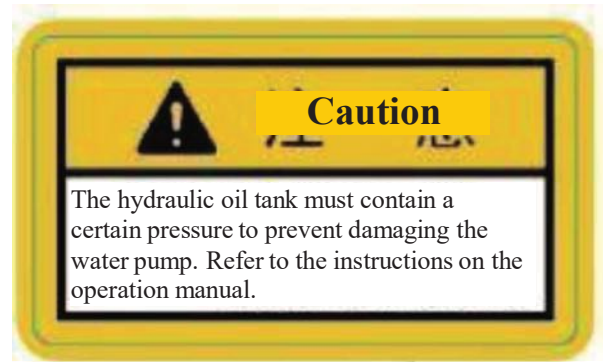 Caution
The hydraulic oil tank must contain a
certain pressure to prevent damaging the
water pump. Refer to the instructions on the
operation manual.